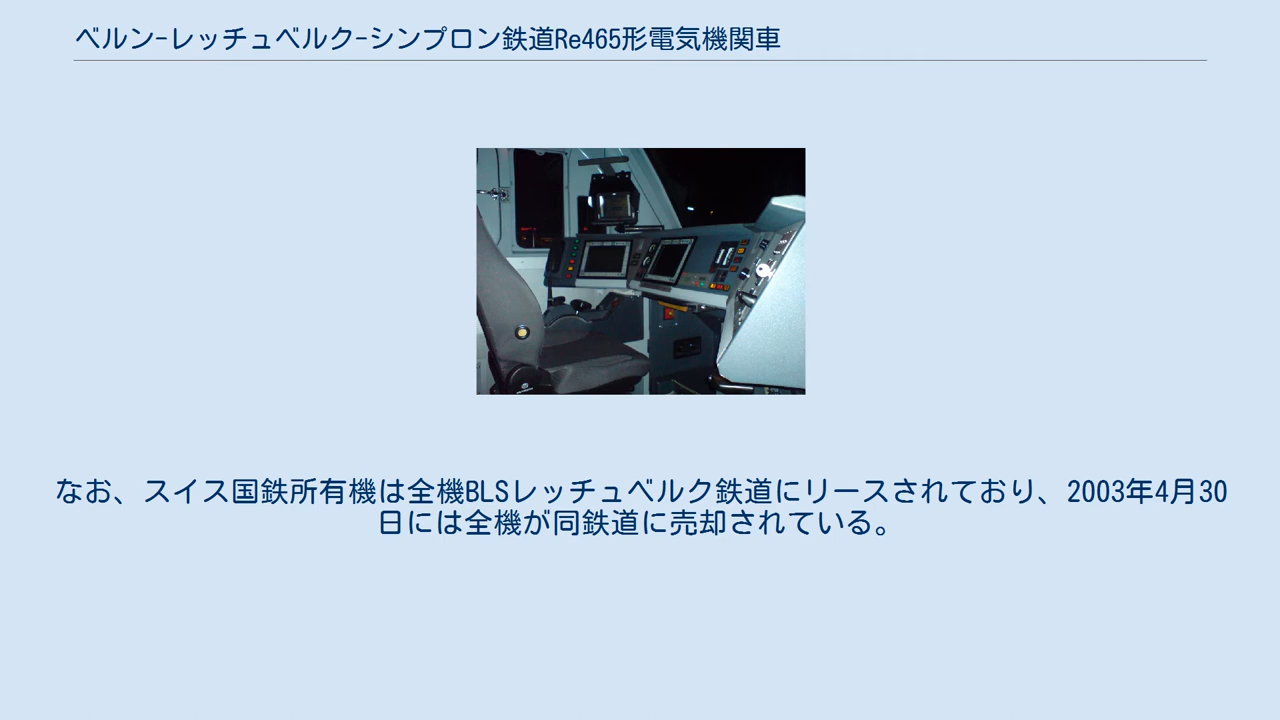 ベルン-レッチュベルク-シンプロン鉄道Re465形電気機関車
なお、スイス国鉄所有機は全機BLSレッチュベルク鉄道にリースされており、2003年4月30
日には全機が同鉄道に売却されている。